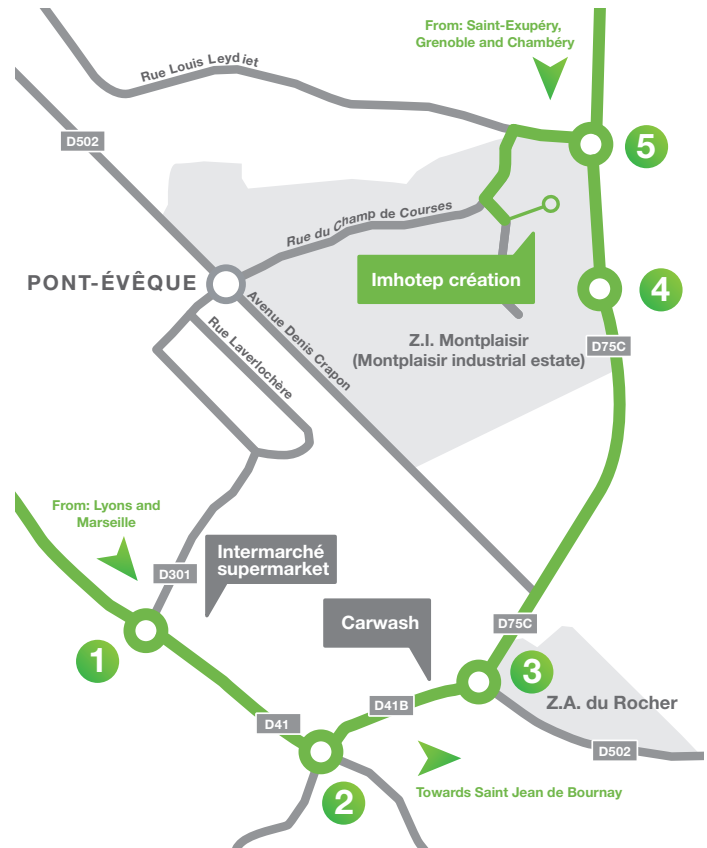 From: Saint-Exupéry,
Grenoble and Chambéry
Rue Louis Leydiet
D502
5
Rue du Champ de Courses
Imhotep création
PONT-ÉVÊQUE
4
Avenue Denis Crapon
Rue Laverlochère
Z.I. Montplaisir
(Montplaisir industrial estate)
D75C
From: Lyons and
Marseille
Intermarché
supermarket
D301
Carwash
D75C
1
3
Z.A. du Rocher
D41B
D41
D502
2
Towards Saint Jean de Bournay